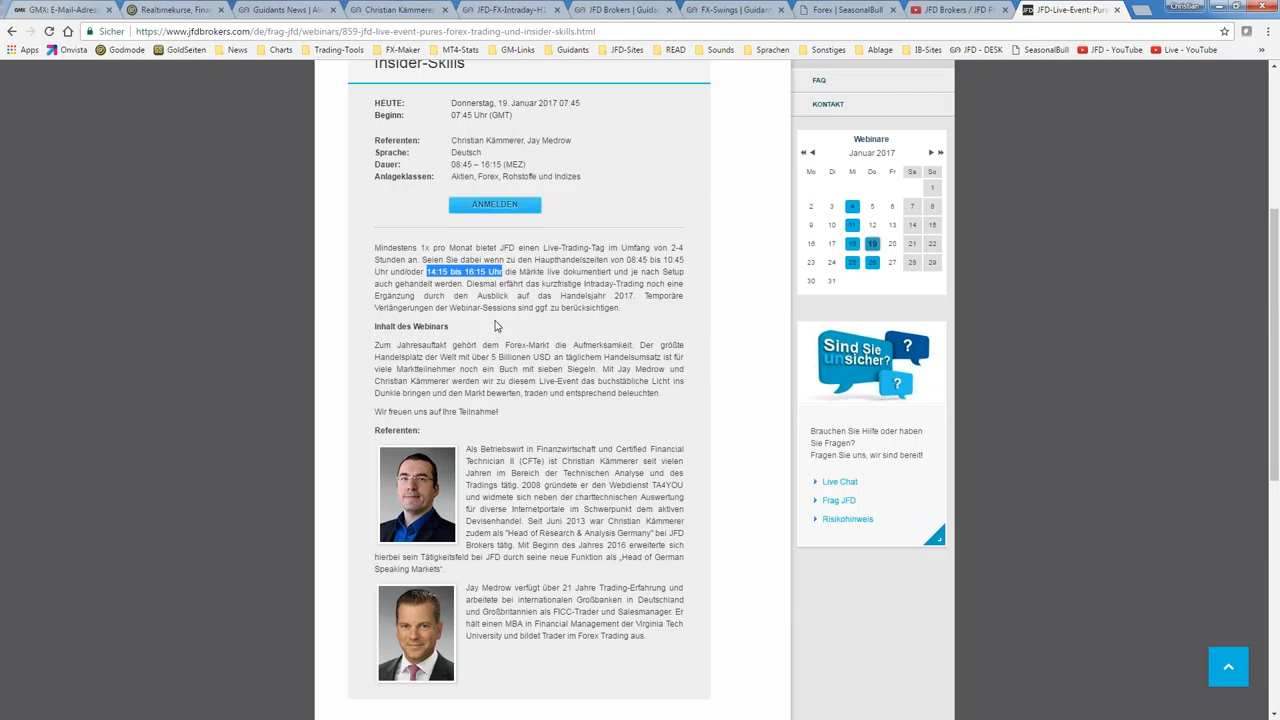 GMX: E-Mail-Adres
Realtimekurse, Finan
Guidants News | Alle
Christian Kämmerer
JFD-FX-Intraday-H1
JFD Brokers | Guida
FX-Swings | Guidant
Forex | SeasonalBull
JFD Brokers / JFD P
JFD-Live-Event: Pur
Christian
Sicher https://www.jfdbrokers.com/de/frag-jfd/webinars/859-jfd-live-event-pures-forex-trading-und-insider-skills.html
Apps Onvista Godmode GoldSeiten News Charts Trading-Tools FX-Maker MT4-Stats GM-Links Guidants JFD-Sites READ Sounds Sprachen Sonstiges Ablage IB-Sites JFD - DESK SeasonalBull JFD - YouTube Live - YouTube
Insider-Skills
HEUTE: Donnerstag, 19. Januar 2017 07:45
Beginn: 07:45 Uhr (GMT)
Referenten: Christian Kämmerer, Jay Medrow
Sprache: Deutsch
Dauer: 08:45 – 16:15 (MEZ)
Anlageklassen: Aktien, Forex, Rohstoffe und Indizes
ANMELDEN
Mindestens 1x pro Monat bietet JFD einen Live-Trading-Tag im Umfang von 2-4
Stunden an. Seien Sie dabei wenn zu den Haupthandelszeiten von 08:45 bis 10:45
Uhr und/oder 14:15 bis 16:15 Uhr die Märkte live dokumentiert und je nach Setup
auch gehandelt werden. Diesmal erfährt das kurzfristige Intraday-Trading noch eine
Ergänzung durch den Ausblick auf das Handelsjahr 2017. Temporäre
Verlängerungen der Webinar-Sessions sind ggf. zu berücksichtigen.
Inhalt des Webinars
Zum Jahresauftakt gehört dem Forex-Markt die Aufmerksamkeit. Der größte
Handelsplatz der Welt mit über 5 Billionen USD an täglichem Handelsumsatz ist für
viele Marktteilnehmer noch ein Buch mit sieben Siegeln. Mit Jay Medrow und
Christian Kämmerer werden wir zu diesem Live-Event das buchstäbliche Licht ins
Dunkle bringen und den Markt bewerten, traden und entsprechend beleuchten.
Wir freuen uns auf Ihre Teilnahme!
Referenten:
Als Betriebswirt in Finanzwirtschaft und Certified Financial
Technician II (CFTe) ist Christian Kämmerer seit vielen
Jahren im Bereich der Technischen Analyse und des
Tradings tätig. 2008 gründete er den Webdienst TA4YOU
und widmete sich neben der charttechnischen Auswertung
für diverse Internetportale im Schwerpunkt dem aktiven
Devisenhandel. Seit Juni 2013 war Christian Kämmerer
zudem als "Head of Research & Analysis Germany" bei JFD
Brokers tätig. Mit Beginn des Jahres 2016 erweiterte sich
hierbei sein Tätigkeitsfeld bei JFD durch seine neue Funktion als „Head of German
Speaking Markets“.
Jay Medrow verfügt über 21 Jahre Trading-Erfahrung und
arbeitete bei internationalen Großbanken in Deutschland
und Großbritannien als FICC-Trader und Salesmanager. Er
hält einen MBA in Financial Management der Virginia Tech
University und bildet Trader im Forex Trading aus.
FAQ
KONTAKT
Webinare
Januar 2017
Mo Di Mi Do Fr Sa So
1
2 3 4 5 6 7 8
9 10 11 12 13 14 15
16 17 18 19 20 21 22
23 24 25 26 27 28 29
30 31
Sind Sie
unsicher?
?
?
Brauchen Sie Hilfe oder haben
Sie Fragen?
Fragen Sie uns, wir sind bereit!
Live Chat
Frag JFD
Risikohinweis